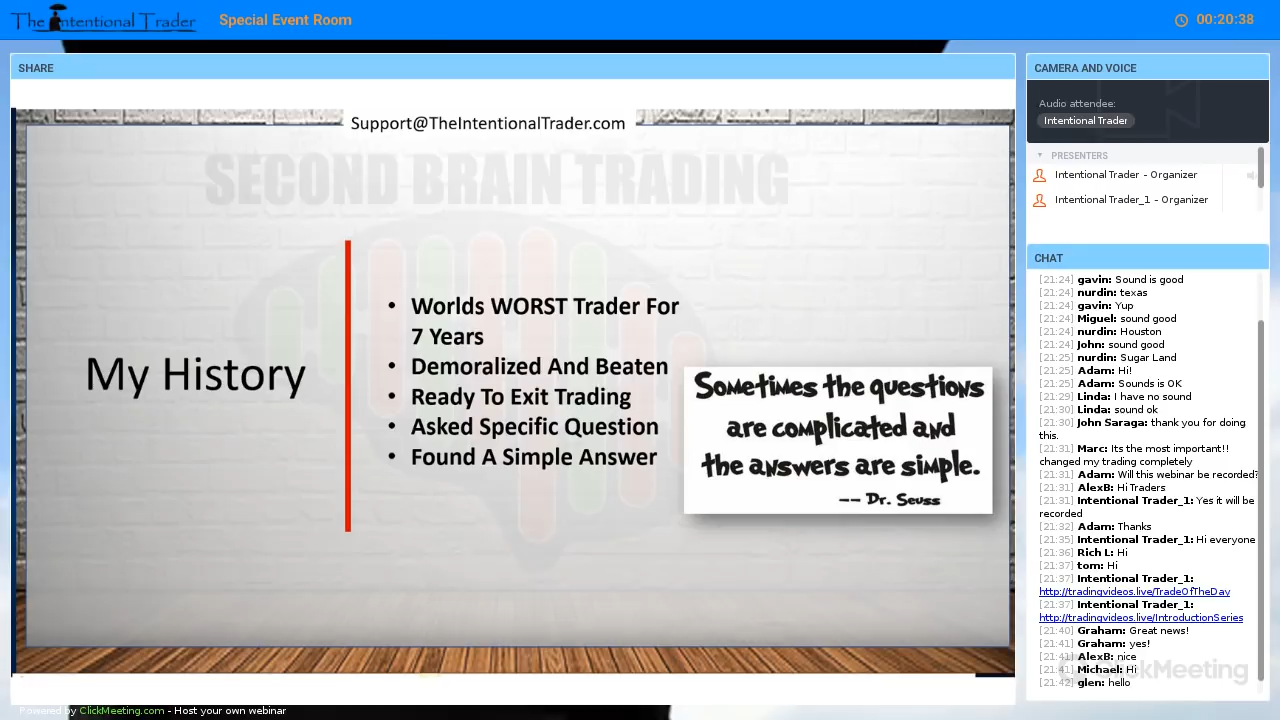 The Intentional Trader
Special Event Room
00:20:38
SHARE
Support@TheIntentionalTrader.com
SECOND BRAIN TRADING
My History
• Worlds WORST Trader For
7 Years
• Demoralized And Beaten
• Ready To Exit Trading
• Asked Specific Question
• Found A Simple Answer
Sometimes the questions
are complicated and
the answers are simple.
-- Dr. Seuss
CAMERA AND VOICE
Audio attendee:
Intentional Trader
PRESENTERS
Intentional Trader - Organizer
Intentional Trader_1 - Organizer
CHAT
[21:24] gavin: Sound is good
[21:24] nurdin: texas
[21:24] gavin: Yup
[21:24] Miguel: sound good
[21:24] nurdin: Houston
[21:24] John: sound good
[21:25] nurdin: Sugar Land
[21:25] Adam: Hi!
[21:25] Adam: Sounds is OK
[21:29] Linda: I have no sound
[21:30] Linda: sound ok
[21:30] John Saraga: thank you for doing
this.
[21:31] Marc: Its the most important!!
changed my trading completely
[21:31] Adam: Will this webinar be recorded?
[21:31] AlexB: Hi Traders
[21:31] Intentional Trader_1: Yes it will be
recorded
[21:32] Adam: Thanks
[21:35] Intentional Trader_1: Hi everyone
[21:36] Rich L: Hi
[21:37] tom: Hi
[21:37] Intentional Trader_1:
http://tradingvideos.live/TradeOfTheDay
[21:37] Intentional Trader_1:
http://tradingvideos.live/IntroductionSeries
[21:40] Graham: Great news!
[21:41] Graham: yes!
[21:41] AlexB: nice
[21:41] Michael: Hi
[21:42] glen: hello
ClickMeeting
Powered by ClickMeeting.com - Host your own webinar